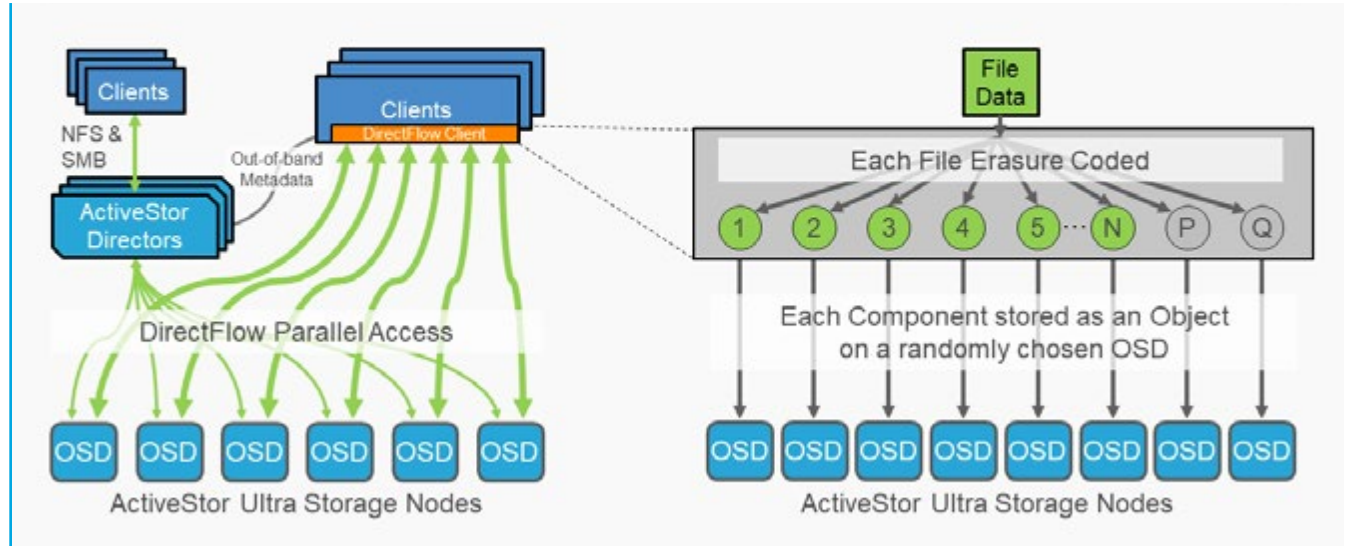 Clients
NFS &
SMB
ActiveStor
Directors
Out-of-band
Metadata
Clients
DirectFlow Client
DirectFlow Parallel Access
OSD OSD OSD OSD OSD OSD
ActiveStor Ultra Storage Nodes
File
Data
Each File Erasure Coded
1 2 3 4 5 ... N P Q
Each Component stored as an Object
on a randomly chosen OSD
OSD OSD OSD OSD OSD OSD OSD OSD
ActiveStor Ultra Storage Nodes